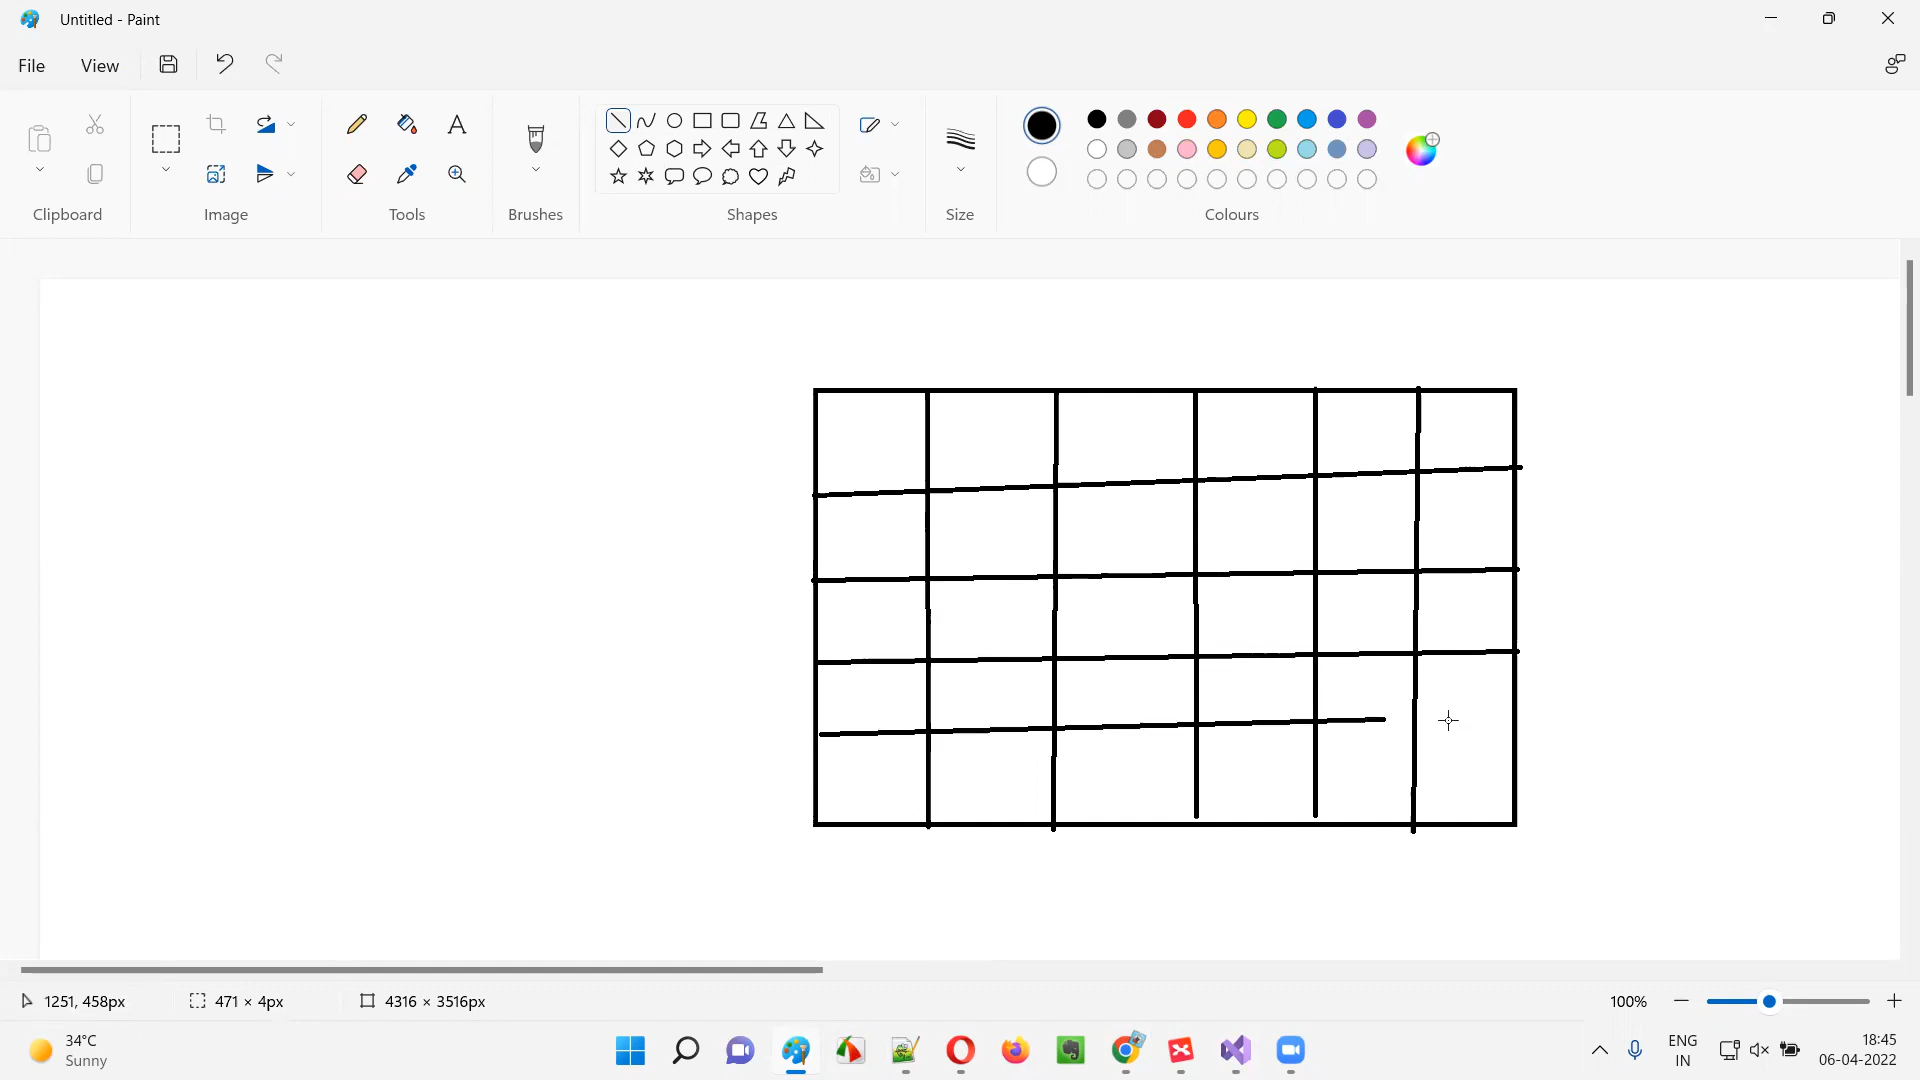 Untitled - Paint
File View
Clipboard
Image
Tools
Brushes
Shapes
Size
Colours
1251, 458px
471 × 4px
4316 × 3516px
100%
34°C
Sunny
ENG
IN
18:45
06-04-2022